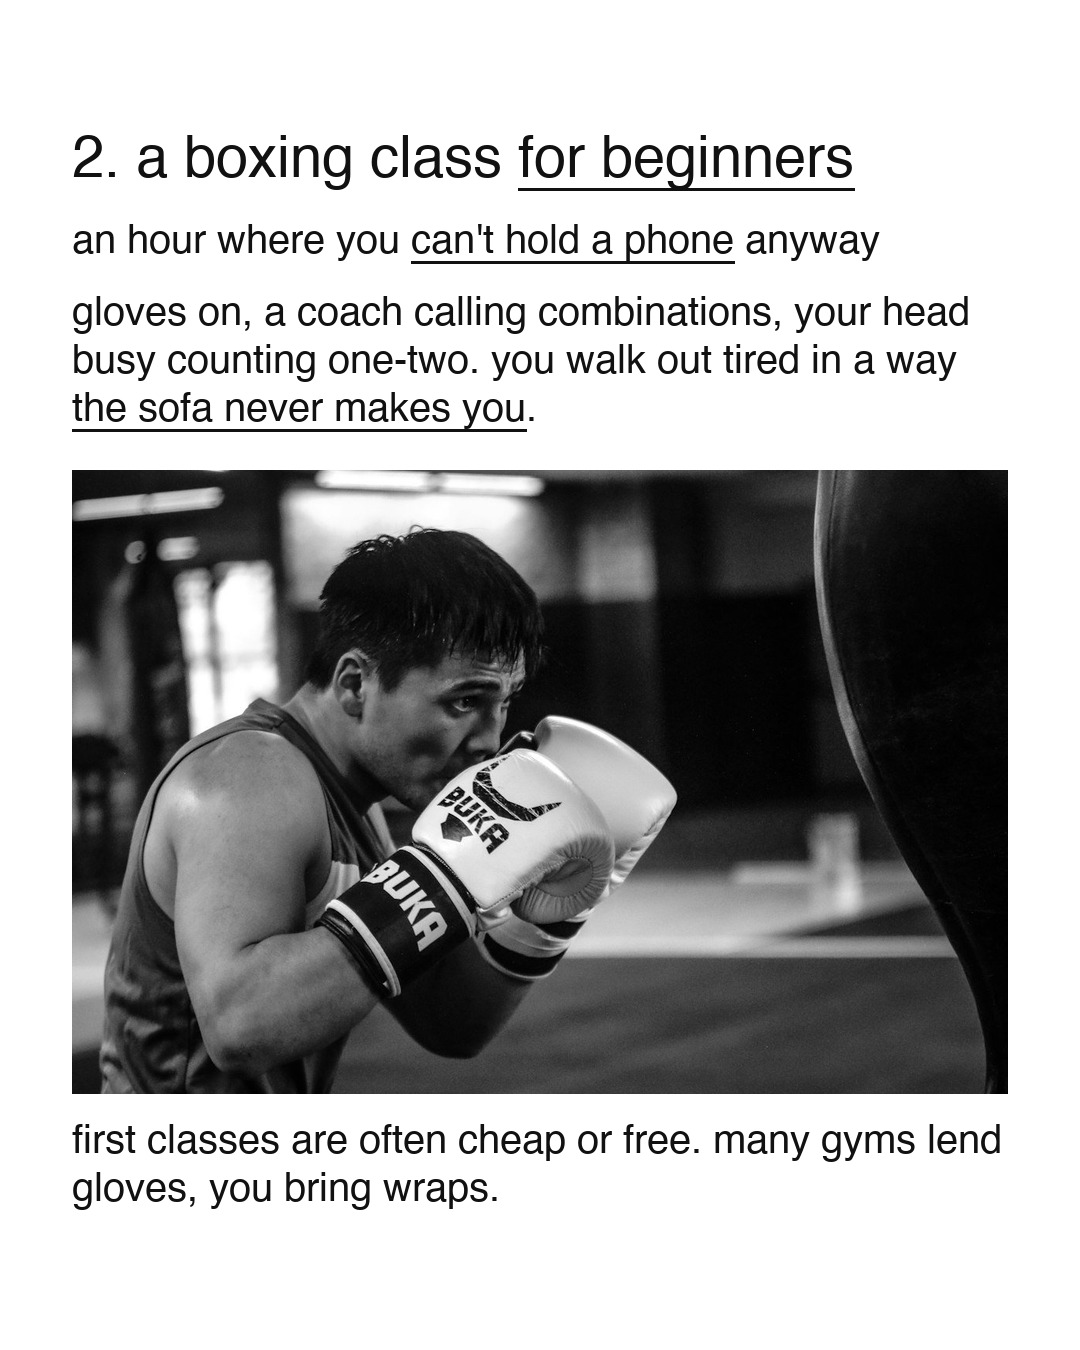 2. a boxing class for beginners
an hour where you can't hold a phone anyway
gloves on, a coach calling combinations, your head
busy counting one-two. you walk out tired in a way
the sofa never makes you.
BUKA
BUKA
first classes are often cheap or free. many gyms lend
gloves, you bring wraps.